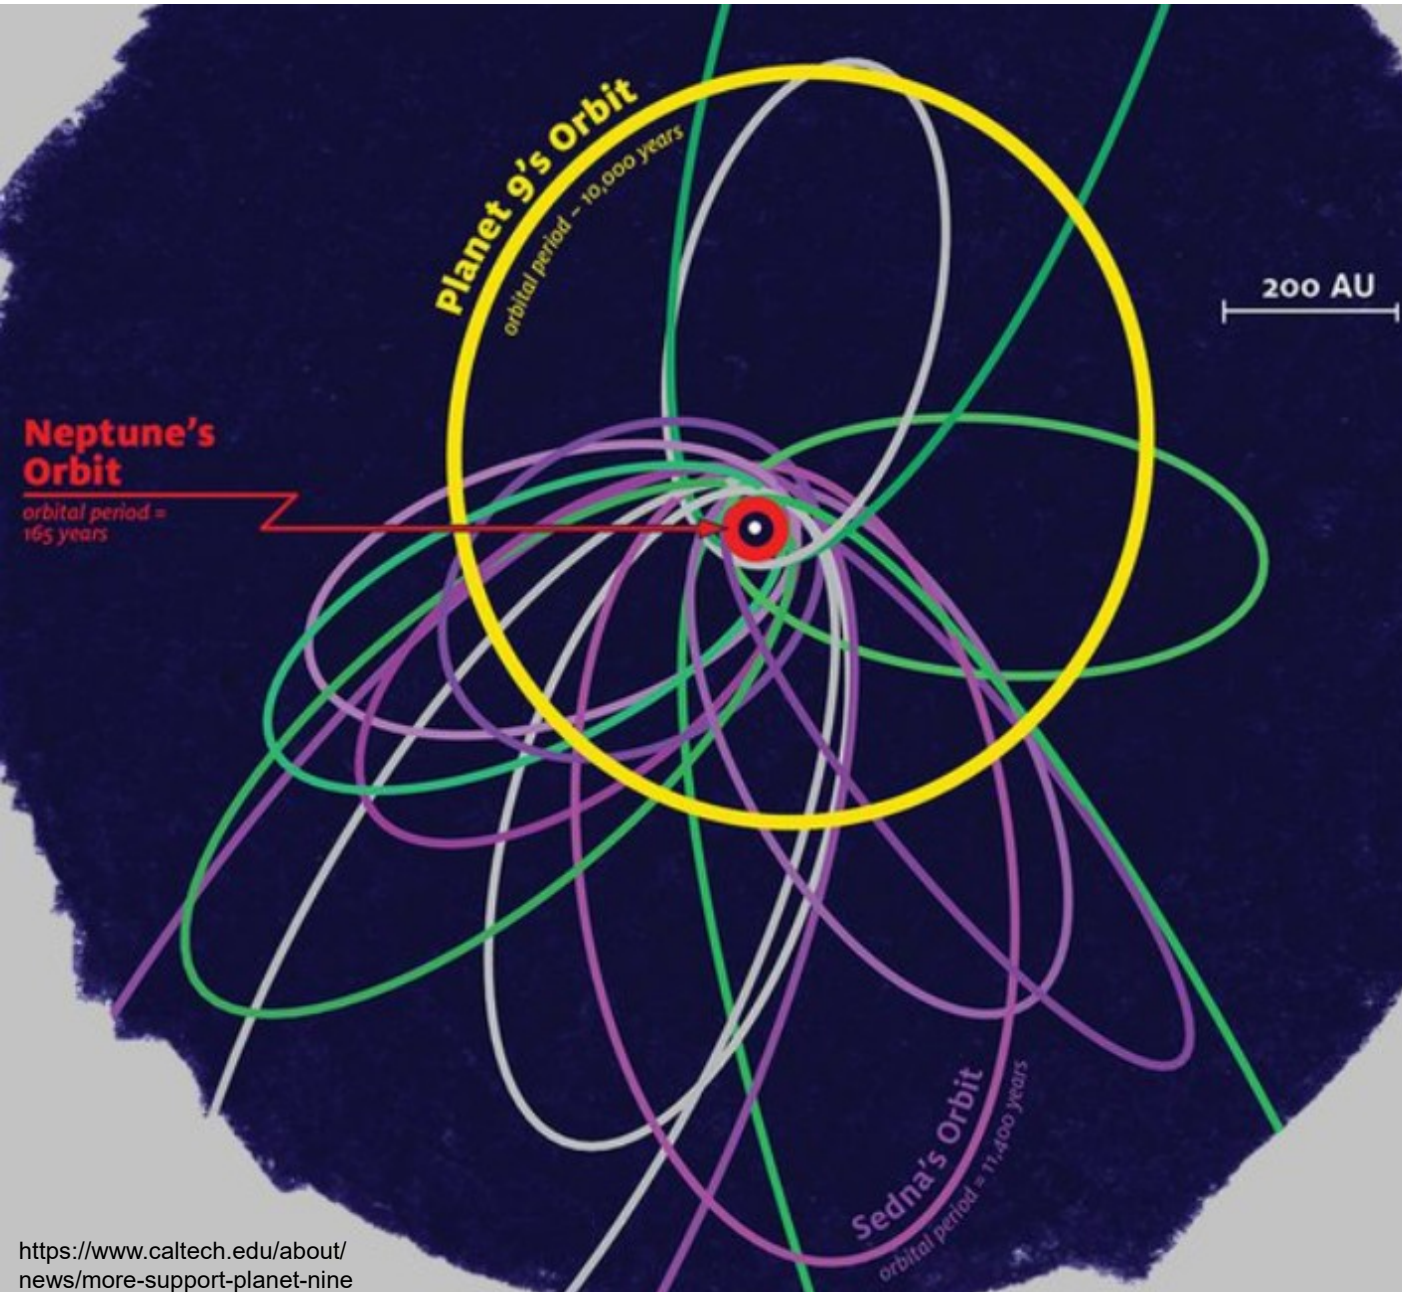 Planet 9's Orbit
orbital period ~ 10,000 years
200 AU
Neptune's
Orbit
orbital period =
165 years
Sedna's Orbit
orbital period = 11,400 years
https://www.caltech.edu/about/
news/more-support-planet-nine